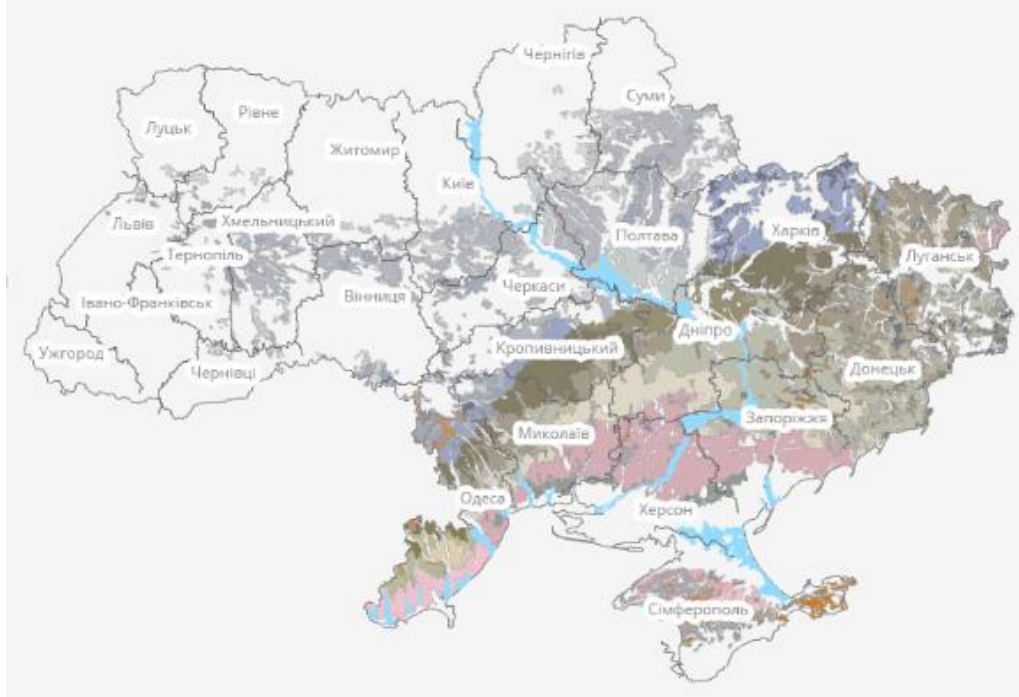 Чернігів
Суми
Рівне
Луцьк
Житомир
Київ
Львів
Хмельницький
Полтава
Харків
Тернопіль
Луганськ
Черкаси
Вінниця
Івано-Франківськ
Дніпро
Кропивницький
Ужгород
Чернівці
Донецьк
Запоріжжя
Миколаїв
Одеса
Херсон
Сімферополь